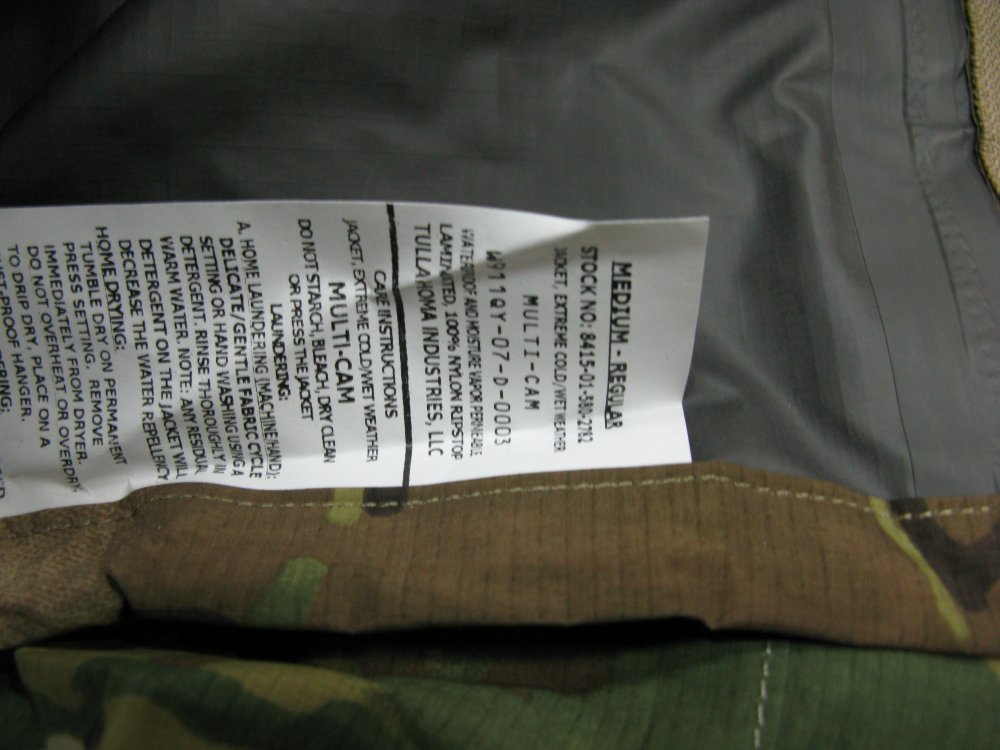 MEDIUM - REGULAR
STOCK NO: 8415-01-580-2792
JACKET, EXTREME COLD/WET WEATHER
MULTI-CAM
W911QY-07-D-0003
WATERPROOF AND MOISTURE VAPOR PERMEABLE
LAMINATED, 100% NYLON RIPSTOP
TULLAHOMA INDUSTRIES, LLC
CARE INSTRUCTIONS
JACKET, EXTREME COLD/WET WEATHER
MULTI-CAM
DO NOT STARCH, BLEACH, DRY CLEAN
OR PRESS THE JACKET
LAUNDERING:
A. HOME LAUNDERING (MACHINE/HAND):
DELICATE/GENTLE FABRIC CYCLE
SETTING OR HAND WASHING USING A
DETERGENT. RINSE THOROUGHLY IN
WARM WATER. NOTE: ANY RESIDUAL
DETERGENT ON THE JACKET WILL
DECREASE THE WATER REPELLENCY
HOME DRYING:
TUMBLE DRY ON PERMANENT
PRESS SETTING. REMOVE
IMMEDIATELY FROM DRYER.
DO NOT OVERHEAT OR OVERDRY.
TO DRIP DRY, PLACE ON A
PROOF HANGER.